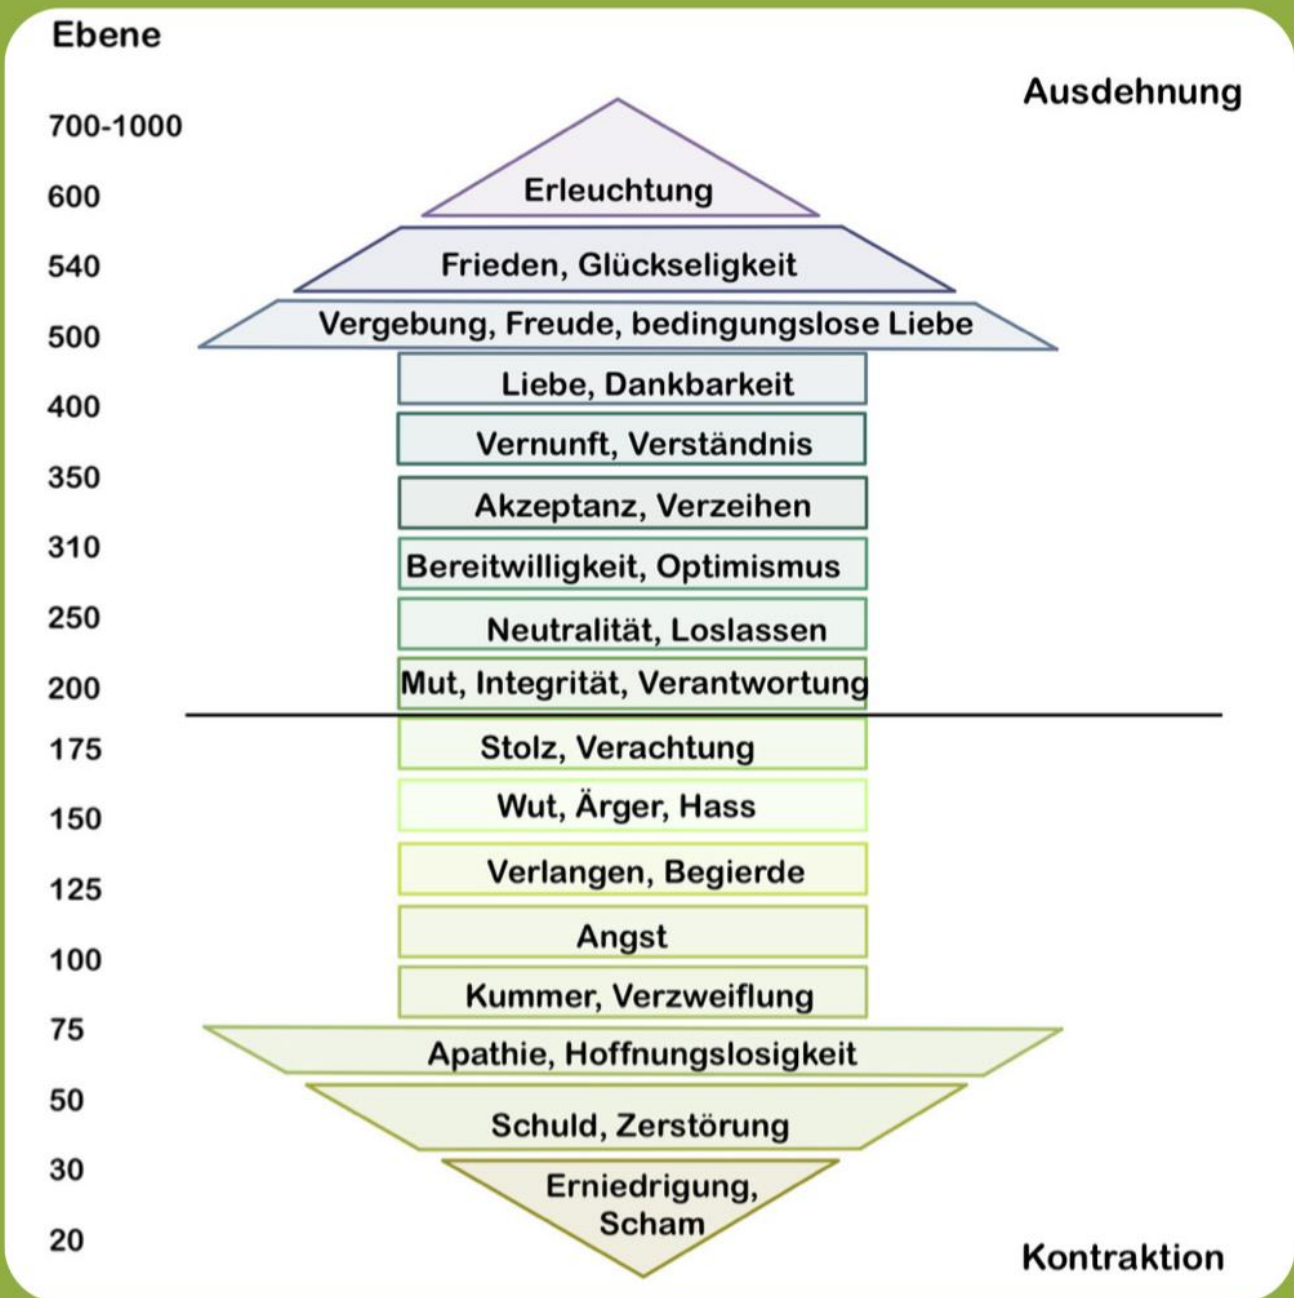 Ebene
Ausdehnung
700-1000
Erleuchtung
600
Frieden, Glückseligkeit
540
Vergebung, Freude, bedingungslose Liebe
500
Liebe, Dankbarkeit
400
Vernunft, Verständnis
350
Akzeptanz, Verzeihen
310
Bereitwilligkeit, Optimismus
250
Neutralität, Loslassen
200
Mut, Integrität, Verantwortung
175
Stolz, Verachtung
150
Wut, Ärger, Hass
125
Verlangen, Begierde
Angst
100
Kummer, Verzweiflung
75
Apathie, Hoffnungslosigkeit
50
Schuld, Zerstörung
30
Erniedrigung,
Scham
20
Kontraktion